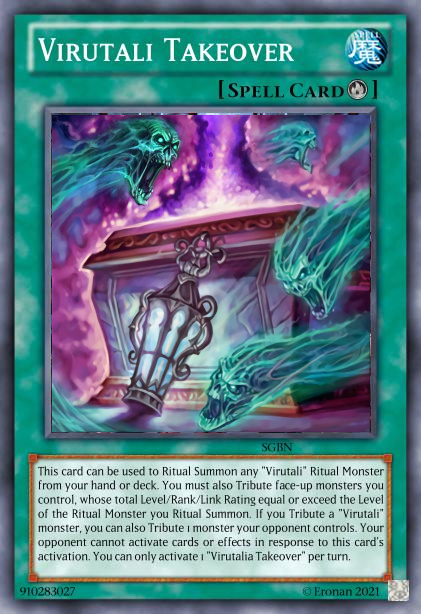 VIRUTALI TAKEOVER
SPELL
魔
[SPELL CARD]
SGBN
This card can be used to Ritual Summon any "Virutali" Ritual Monster
from your hand or deck. You must also Tribute face-up monsters you
control, whose total Level/Rank/Link Rating equal or exceed the Level
of the Ritual Monster you Ritual Summon. If you Tribute a "Virutali"
monster, you can also Tribute 1 monster your opponent controls. Your
opponent cannot activate cards or effects in response to this card's
activation. You can only activate 1 "Virutalia Takeover" per turn.
910283027
© Eronan 2021